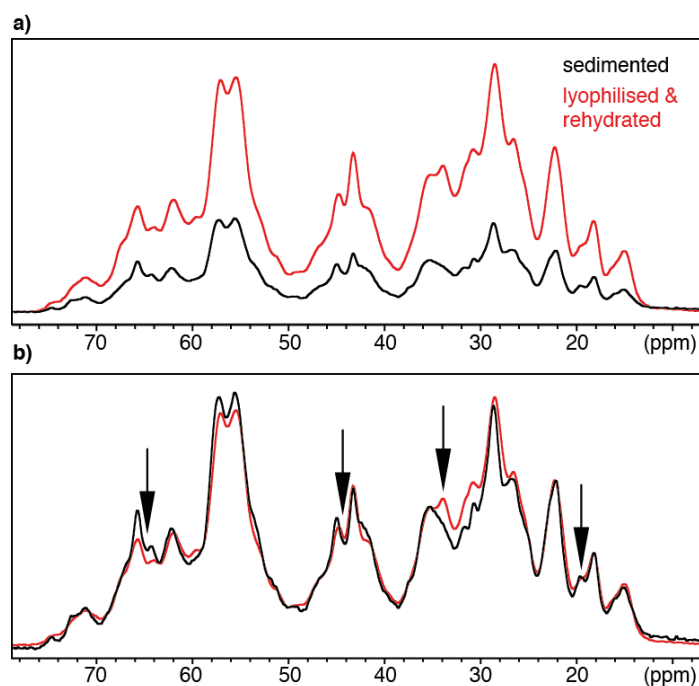 a)
sedimented
lyophilised &
rehydrated
70 60 50 40 30 20 (ppm)
b)
70 60 50 40 30 20 (ppm)